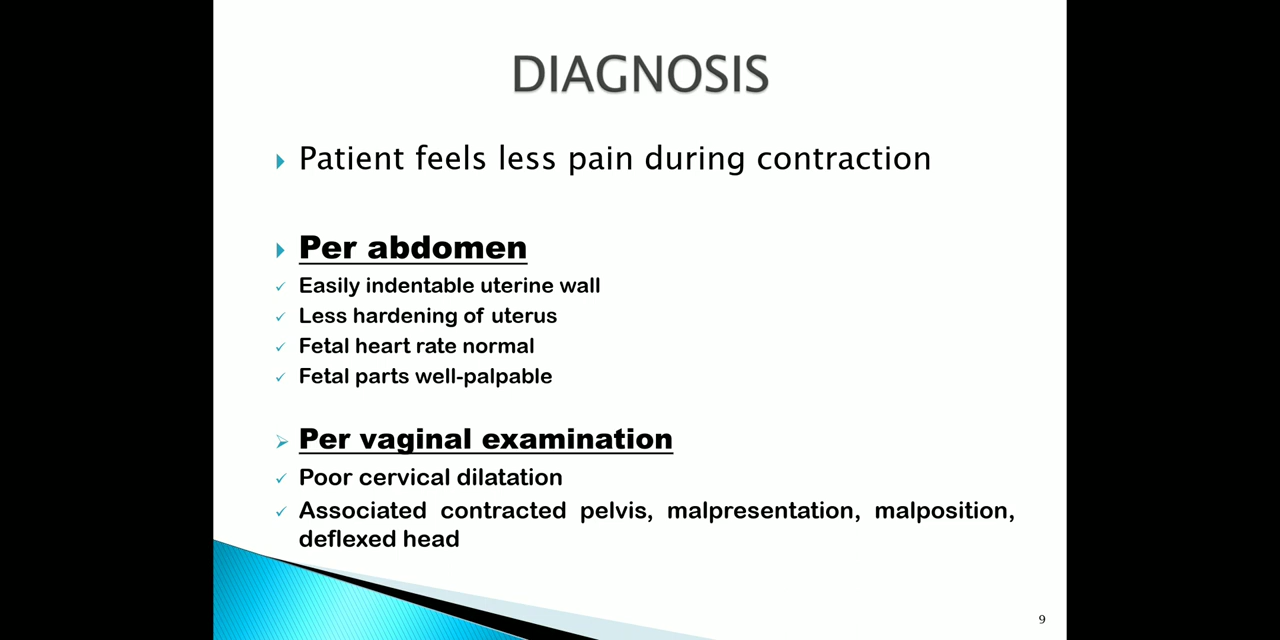 DIAGNOSIS
Patient feels less pain during contraction
Per abdomen
Easily indentable uterine wall
Less hardening of uterus
Fetal heart rate normal
Fetal parts well-palpable
Per vaginal examination
Poor cervical dilatation
Associated contracted pelvis, malpresentation, malposition,
deflexed head
9